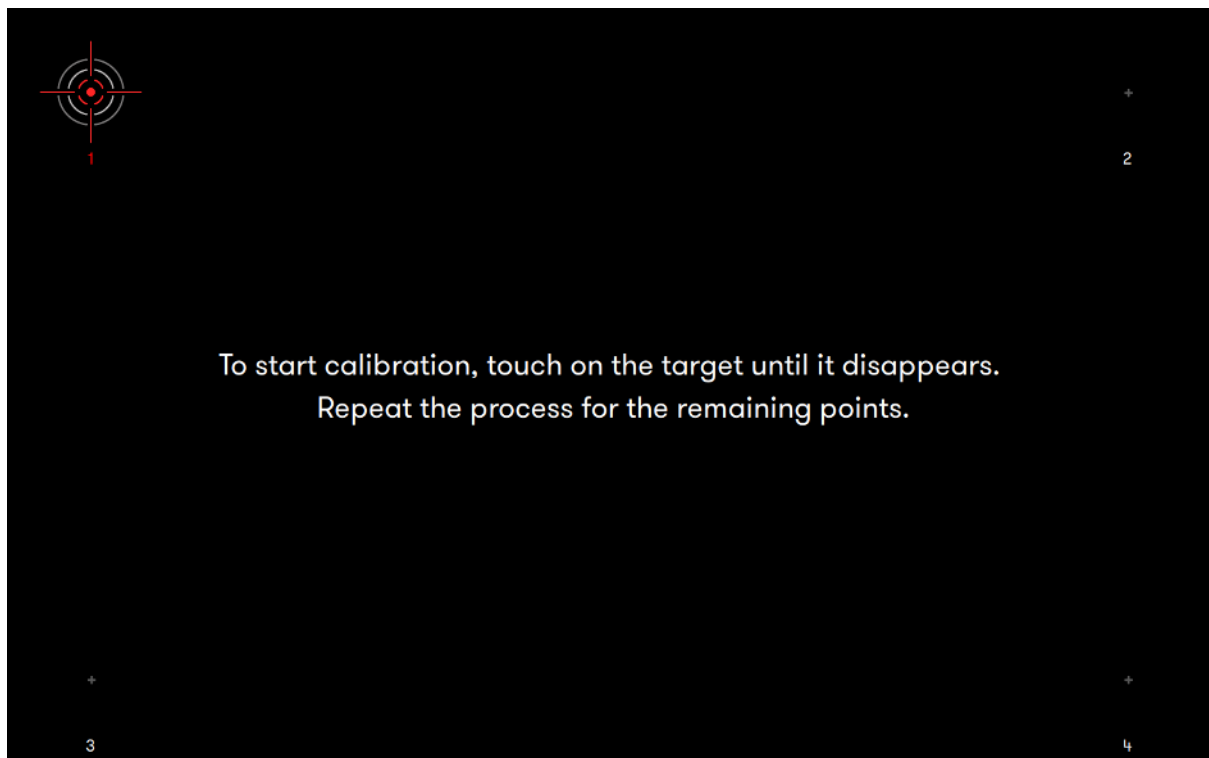 1
2
To start calibration, touch on the target until it disappears.
Repeat the process for the remaining points.
3
4